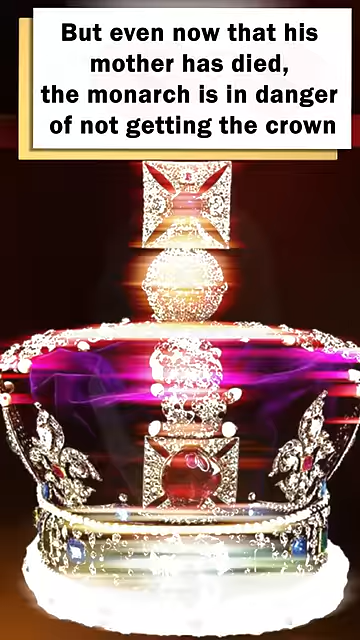 But even now that his
mother has died,
the monarch is in danger
of not getting the crown